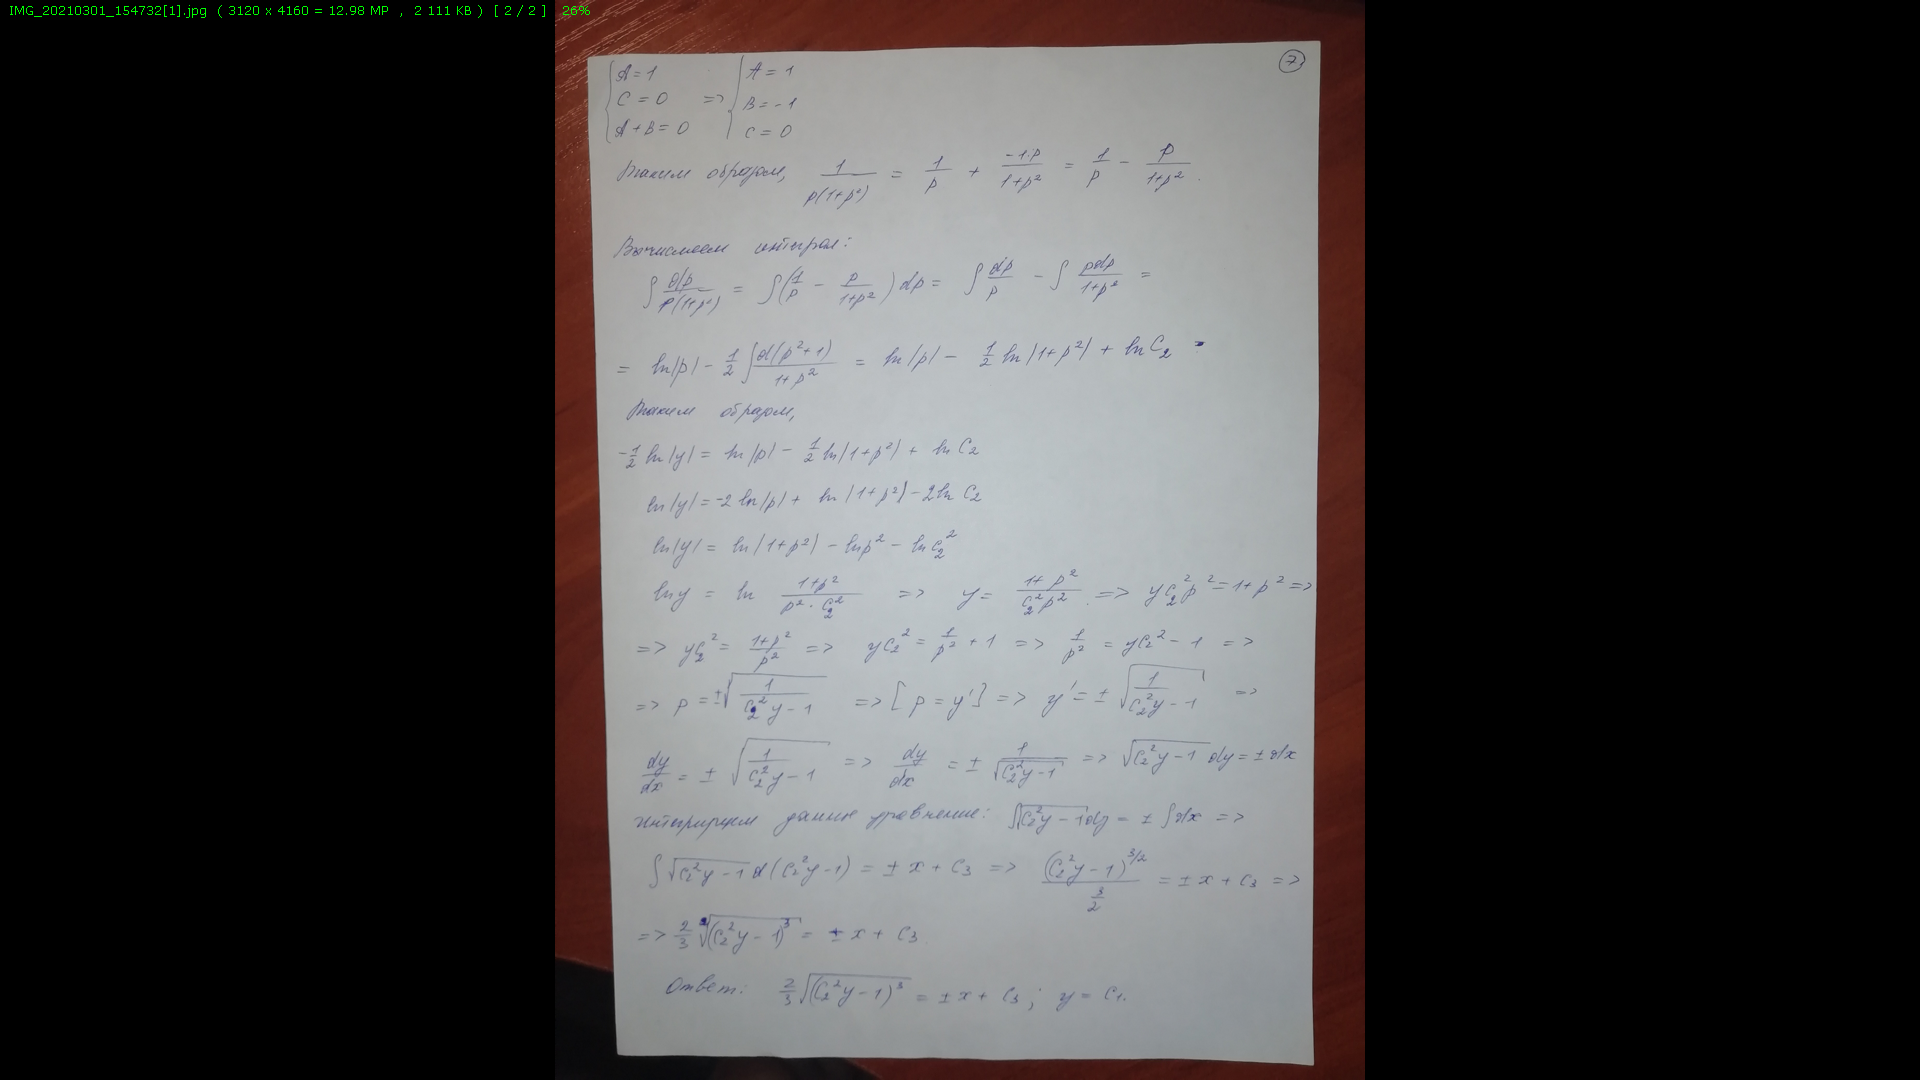 IMG_20210301_154732[1].jpg ( 3120 x 4160 = 12.98 MP , 2 111 KB ) [ 2 / 2 ] 26%
7
{A = 1 {A = 1
C = 0 => B = -1
A + B = 0 C = 0
Таким образом, 1/(p(1+p²)) = 1/p + (-1·p)/(1+p²) = 1/p - p/(1+p²).
Вычисляем интеграл:
∫ dp/(p(1+p²)) = ∫(1/p - p/(1+p²)) dp = ∫ dp/p - ∫ pdp/(1+p²) =
= ln|p| - 1/2 ∫ d(p²+1)/(1+p²) = ln|p| - 1/2 ln|1+p²| + ln C₂
Таким образом,
-1/2 ln|y| = ln|p| - 1/2 ln|1+p²| + ln C₂
ln|y| = -2 ln|p| + ln|1+p²| - 2 ln C₂
ln|y| = ln|1+p²| - ln p² - ln C₂²
ln y = ln (1+p²)/(p²·C₂²) => y = (1+p²)/(C₂²p²) => yC₂²p² = 1+p² =>
=> yC₂² = (1+p²)/p² => yC₂² = 1/p² + 1 => 1/p² = yC₂² - 1 =>
=> p = ±√(1/(C₂²y - 1)) => [p = y'] => y' = ±√(1/(C₂²y - 1)) =>
dy/dx = ±√(1/(C₂²y - 1)) => dy/dx = ± 1/√(C₂²y - 1) => √(C₂²y - 1) dy = ± dx
Интегрируем данное уравнение: ∫√(C₂²y - 1) dy = ± ∫dx =>
∫√(C₂²y - 1) d(C₂²y - 1) = ± x + C₃ => (C₂²y - 1)^(3/2)/(3/2) = ± x + C₃ =>
=> 2/3 √(C₂²y - 1)³ = ± x + C₃
Ответ: 2/3 √(C₂²y - 1)³ = ± x + C₃ ; y = C₁.